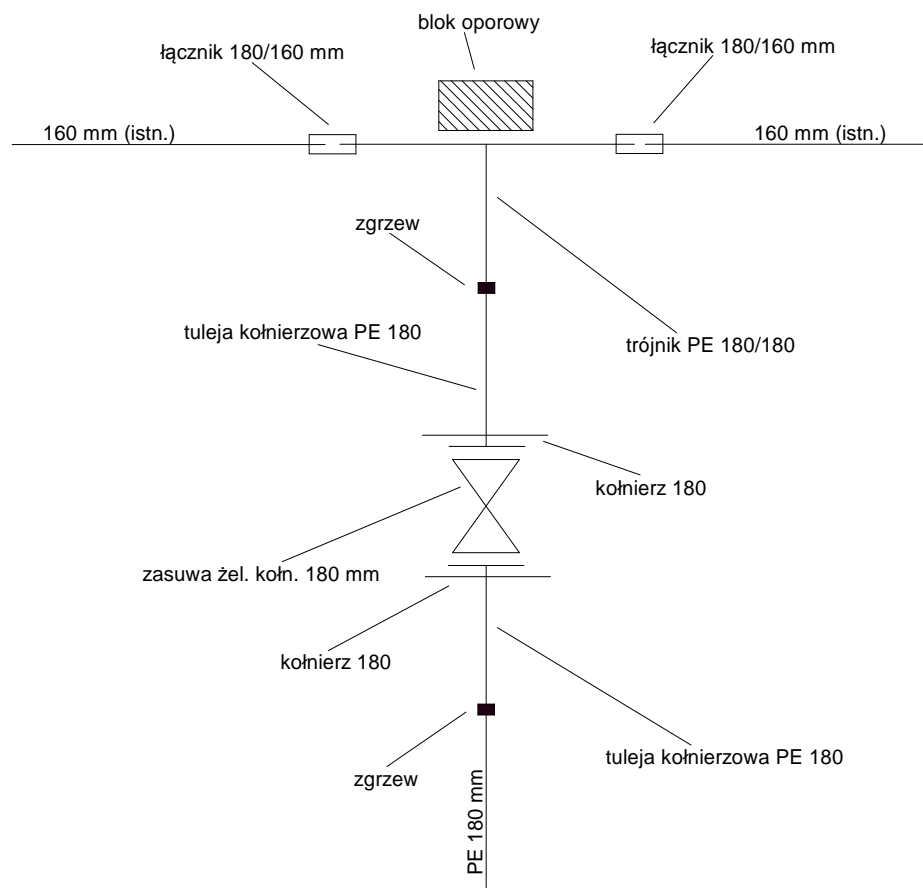 blok oporowy
łącznik 180/160 mm
łącznik 180/160 mm
160 mm (istn.)
160 mm (istn.)
zgrzew
tuleja kołnierzowa PE 180
trójnik PE 180/180
kołnierz 180
zasuwa żel. kołn. 180 mm
kołnierz 180
tuleja kołnierzowa PE 180
zgrzew
PE 180 mm